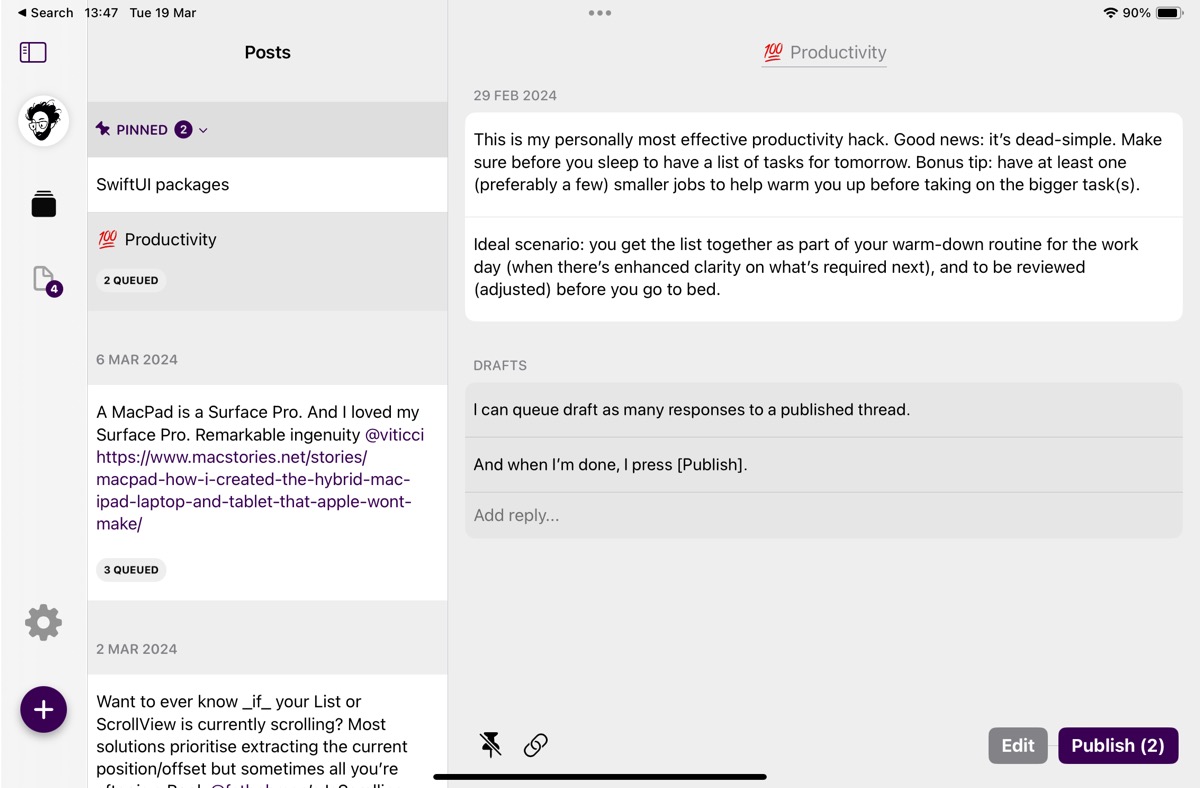 ◀ Search 13:47 Tue 19 Mar
90%
Posts
PINNED 2
SwiftUI packages
💯 Productivity
2 QUEUED
4
6 MAR 2024
A MacPad is a Surface Pro. And I loved my
Surface Pro. Remarkable ingenuity @viticci
https://www.macstories.net/stories/
macpad-how-i-created-the-hybrid-mac-
ipad-laptop-and-tablet-that-apple-wont-
make/
3 QUEUED
2 MAR 2024
Want to ever know _if_ your List or
ScrollView is currently scrolling? Most
solutions prioritise extracting the current
position/offset but sometimes all you’re
💯 Productivity
29 FEB 2024
This is my personally most effective productivity hack. Good news: it’s dead-simple. Make
sure before you sleep to have a list of tasks for tomorrow. Bonus tip: have at least one
(preferably a few) smaller jobs to help warm you up before taking on the bigger task(s).
Ideal scenario: you get the list together as part of your warm-down routine for the work
day (when there’s enhanced clarity on what’s required next), and to be reviewed
(adjusted) before you go to bed.
DRAFTS
I can queue draft as many responses to a published thread.
And when I’m done, I press [Publish].
Add reply...
Edit
Publish (2)